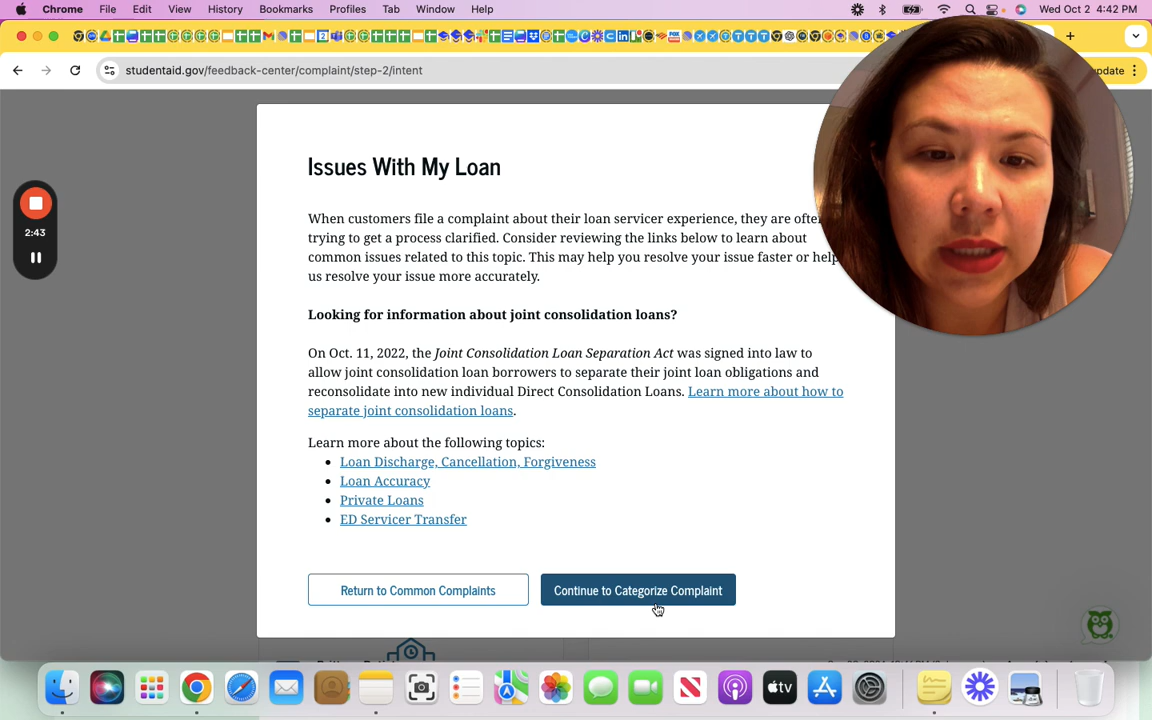 Chrome File Edit View History Bookmarks Profiles Tab Window Help Wed Oct 2 4:42 PM
studentaid.gov/feedback-center/complaint/step-2/intent
update
Issues With My Loan
2:43
When customers file a complaint about their loan servicer experience, they are often
trying to get a process clarified. Consider reviewing the links below to learn about
common issues related to this topic. This may help you resolve your issue faster or help
us resolve your issue more accurately.
Looking for information about joint consolidation loans?
On Oct. 11, 2022, the Joint Consolidation Loan Separation Act was signed into law to
allow joint consolidation loan borrowers to separate their joint loan obligations and
reconsolidate into new individual Direct Consolidation Loans. Learn more about how to
separate joint consolidation loans.
Learn more about the following topics:
Loan Discharge, Cancellation, Forgiveness
Loan Accuracy
Private Loans
ED Servicer Transfer
Return to Common Complaints Continue to Categorize Complaint
tv